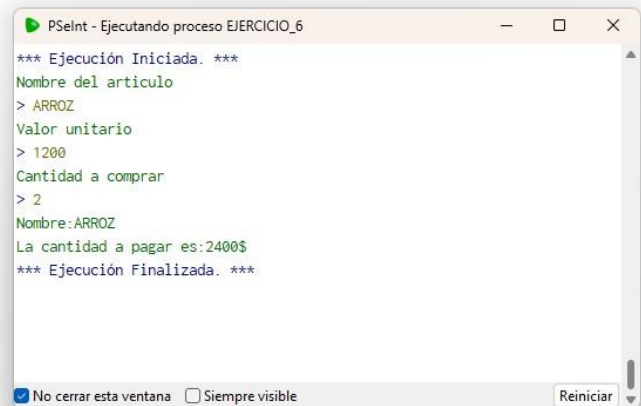 PSeInt - Ejecutando proceso EJERCICIO_6
*** Ejecución Iniciada. ***
Nombre del articulo
> ARROZ
Valor unitario
> 1200
Cantidad a comprar
> 2
Nombre:ARROZ
La cantidad a pagar es:2400$
*** Ejecución Finalizada. ***
No cerrar esta ventana Siempre visible Reiniciar